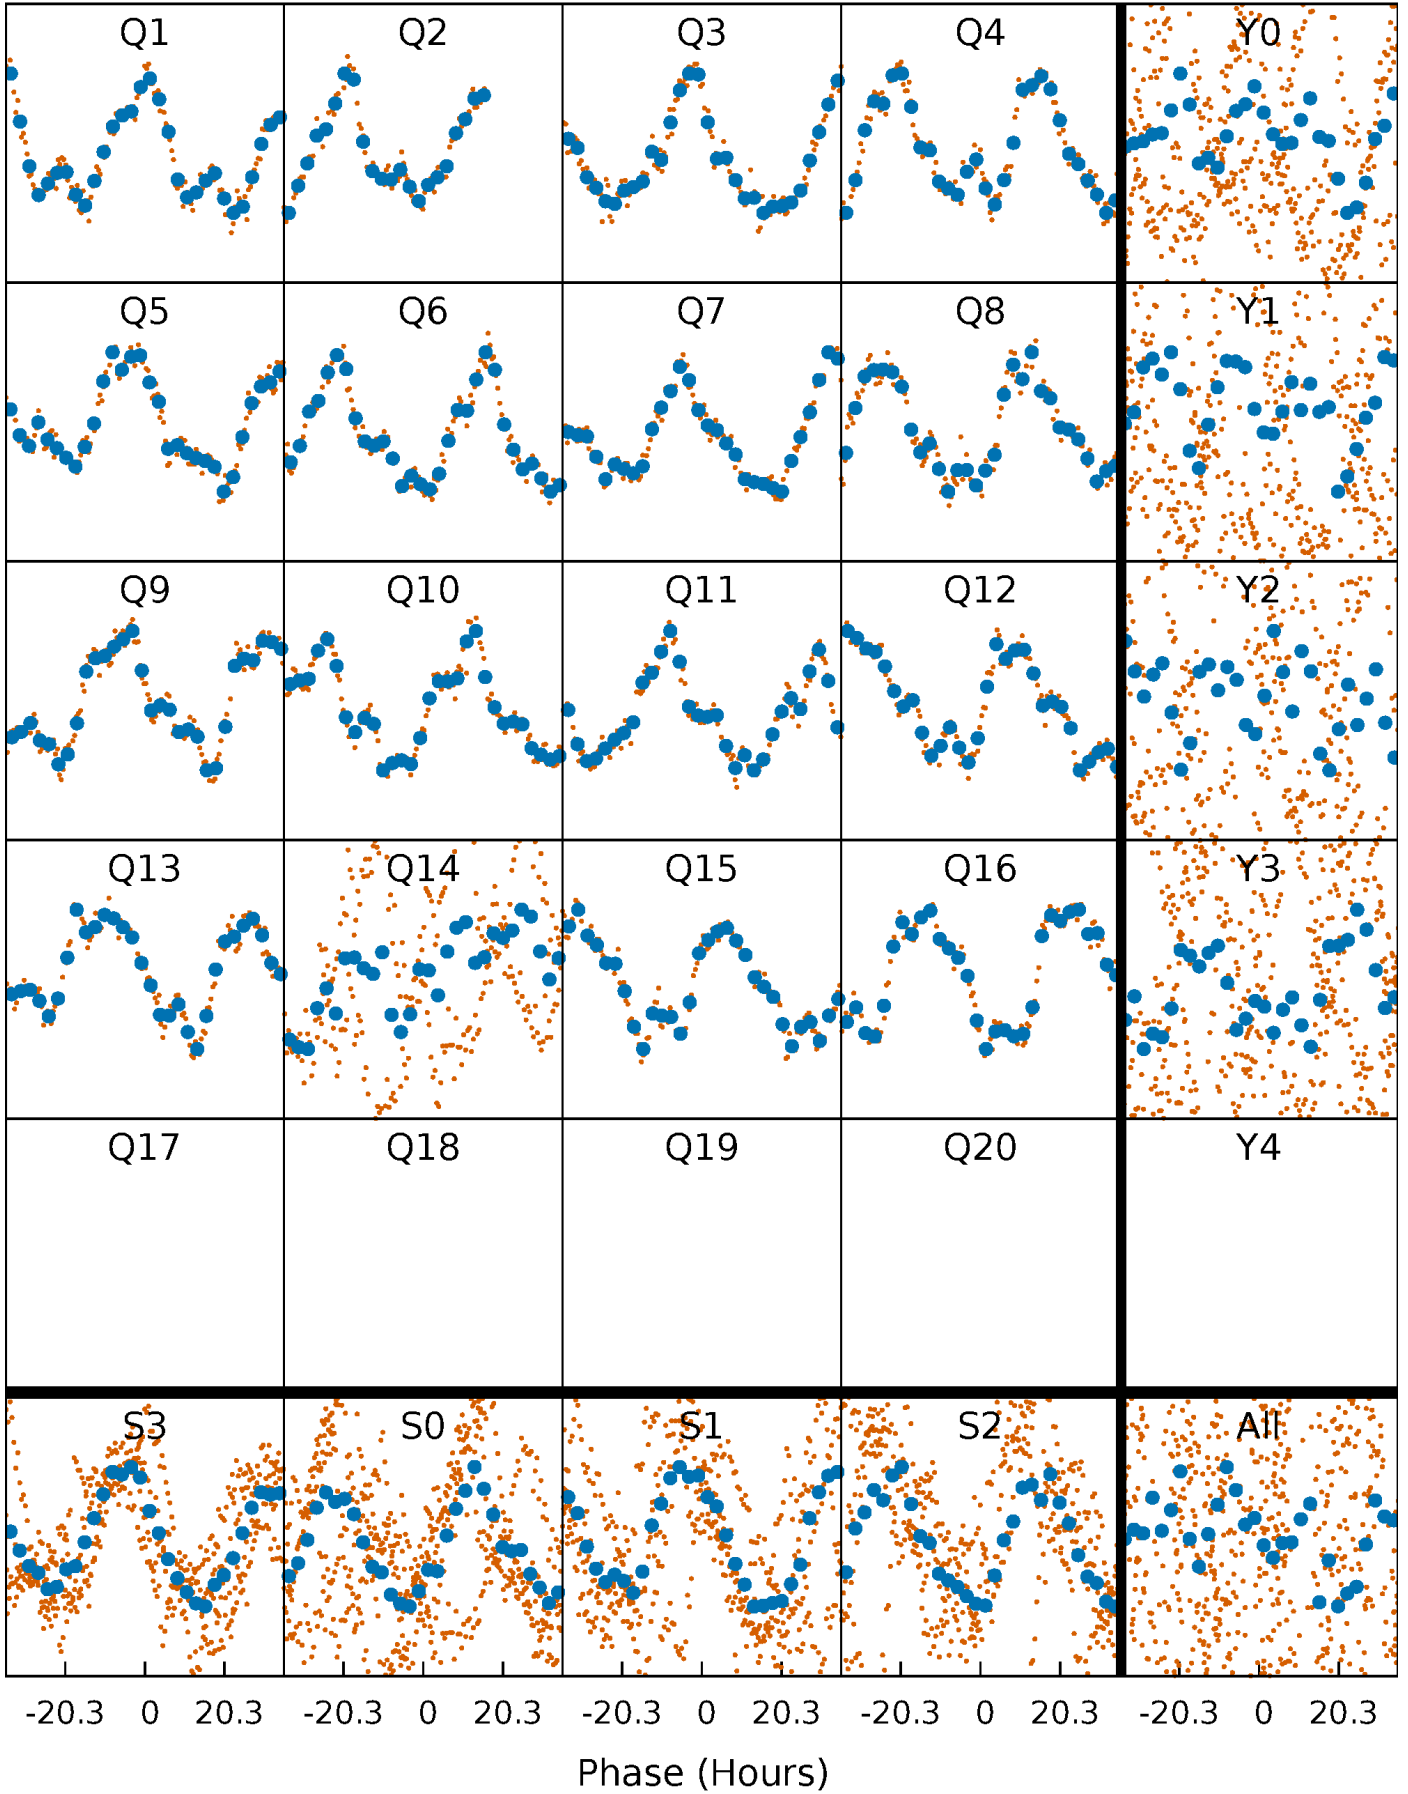 Q1 Q2 Q3 Q4 Y0
Q5 Q6 Q7 Q8 Y1
Q9 Q10 Q11 Q12 Y2
Q13 Q14 Q15 Q16 Y3
Q17 Q18 Q19 Q20 Y4
S3 S0 S1 S2 All
-20.3 0 20.3 -20.3 0 20.3 -20.3 0 20.3 -20.3 0 20.3 -20.3 0 20.3
Phase (Hours)